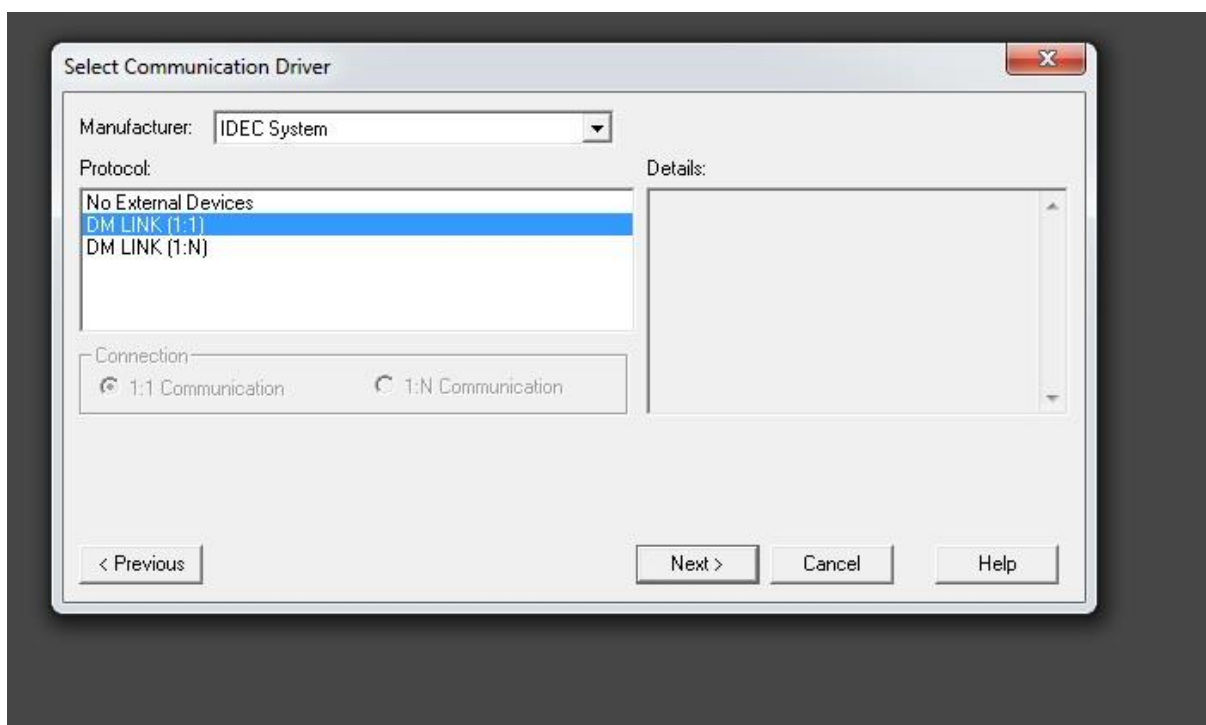 Select Communication Driver
Manufacturer: IDEC System
Protocol:
No External Devices
DM LINK (1:1)
DM LINK (1:N)
Details:
Connection
1:1 Communication 1:N Communication
< Previous Next > Cancel Help